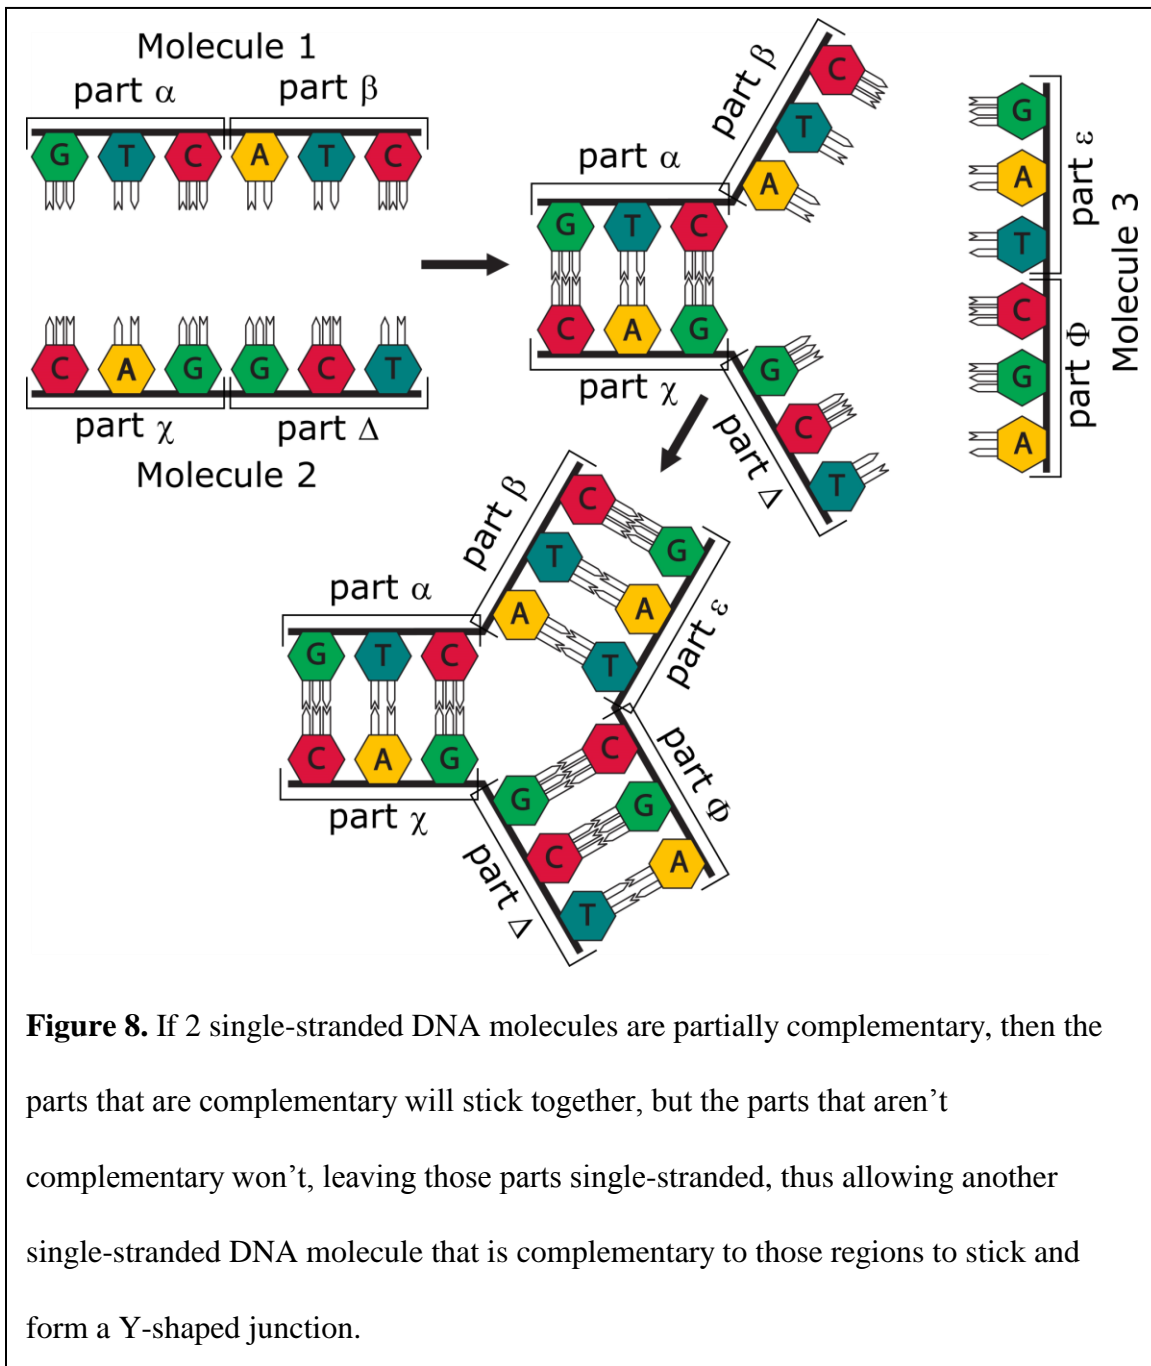 Molecule 1
part α part β
G T C A T C
C A G G C T
part χ part Δ
Molecule 2
part α
part β
G T C
A T C
C A G
G C T
part χ
part Δ
G A T C G A
part ε
part Φ
Molecule 3
part α
part β
G T C
A T C
G A T
part ε
C A G
G C T
C G A
part χ
part Δ
part Φ
Figure 8. If 2 single-stranded DNA molecules are partially complementary, then the
parts that are complementary will stick together, but the parts that aren’t
complementary won’t, leaving those parts single-stranded, thus allowing another
single-stranded DNA molecule that is complementary to those regions to stick and
form a Y-shaped junction.